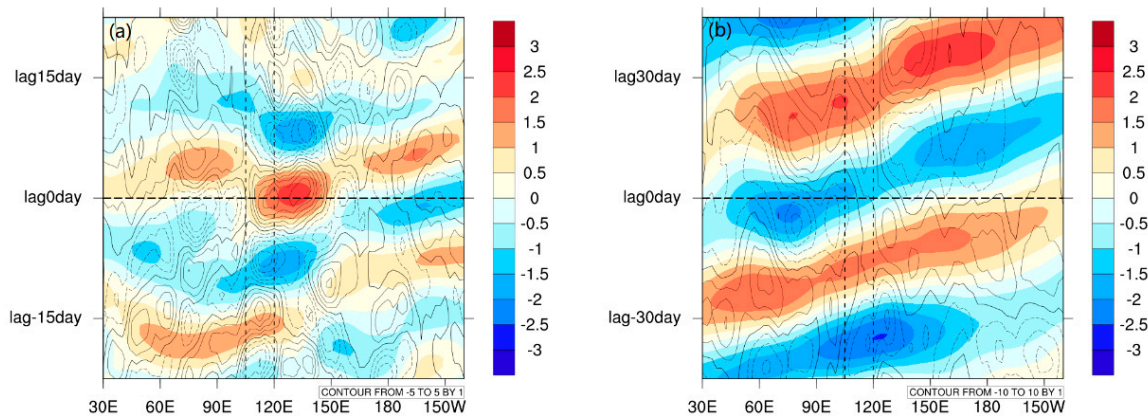 (a)
lag15day
lag0day
lag-15day
30E 60E 90E 120E 150E 180 150W
CONTOUR FROM -5 TO 5 BY 1
3
2.5
2
1.5
1
0.5
0
-0.5
-1
-1.5
-2
-2.5
-3
(b)
lag30day
lag0day
lag-30day
30E 60E 90E 120E 150E 180 150W
CONTOUR FROM -10 TO 10 BY 1
3
2.5
2
1.5
1
0.5
0
-0.5
-1
-1.5
-2
-2.5
-3